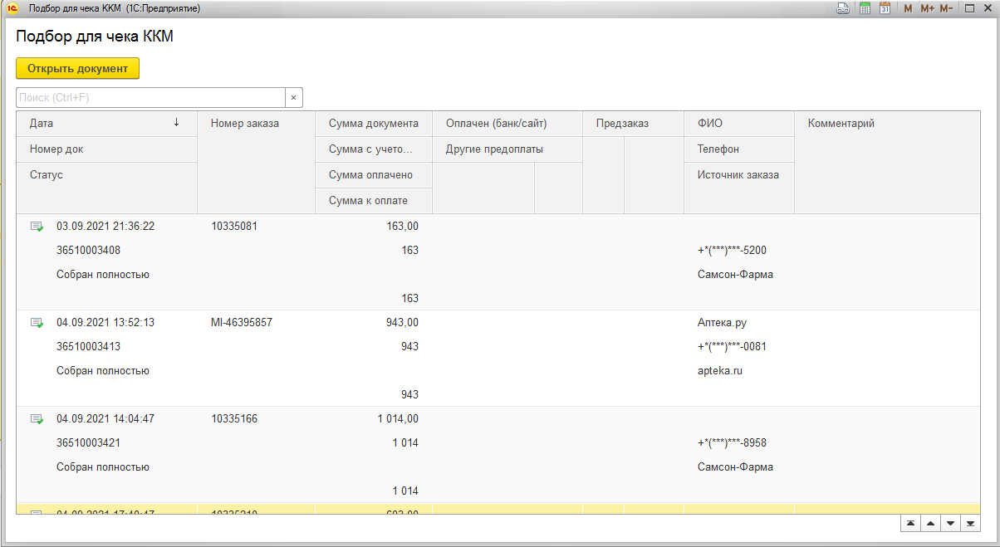 Подбор для чека ККМ (1С:Предприятие)
31 M M+ M-
Подбор для чека ККМ
Открыть документ
Поиск (Ctrl+F) ×
Дата ↓ Номер заказа Сумма документа Оплачен (банк/сайт) Предзаказ ФИО Комментарий
Номер док Сумма с учето... Другие предоплаты Телефон
Статус Сумма оплачено Источник заказа
Сумма к оплате
03.09.2021 21:36:22 10335081 163,00
36510003408 163 +*(***)***-5200
Собран полностью Самсон-Фарма
163
04.09.2021 13:52:13 MI-46395857 943,00 Аптека.ру
36510003413 943 +*(***)***-0081
Собран полностью apteka.ru
943
04.09.2021 14:04:47 10335166 1 014,00
36510003421 1 014 +*(***)***-8958
Собран полностью Самсон-Фарма
1 014